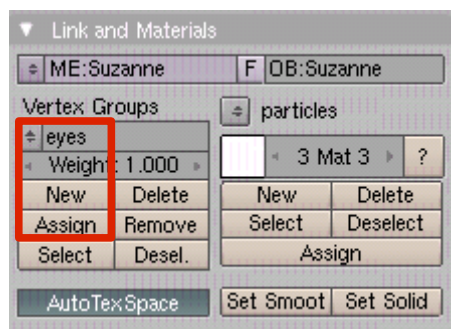 Link and Materials
ME:Suzanne F OB:Suzanne
Vertex Groups particles
eyes
Weight: 1.000 3 Mat 3 ?
New Delete New Delete
Assign Remove Select Deselect
Select Desel. Assign
AutoTexSpace Set Smoot Set Solid